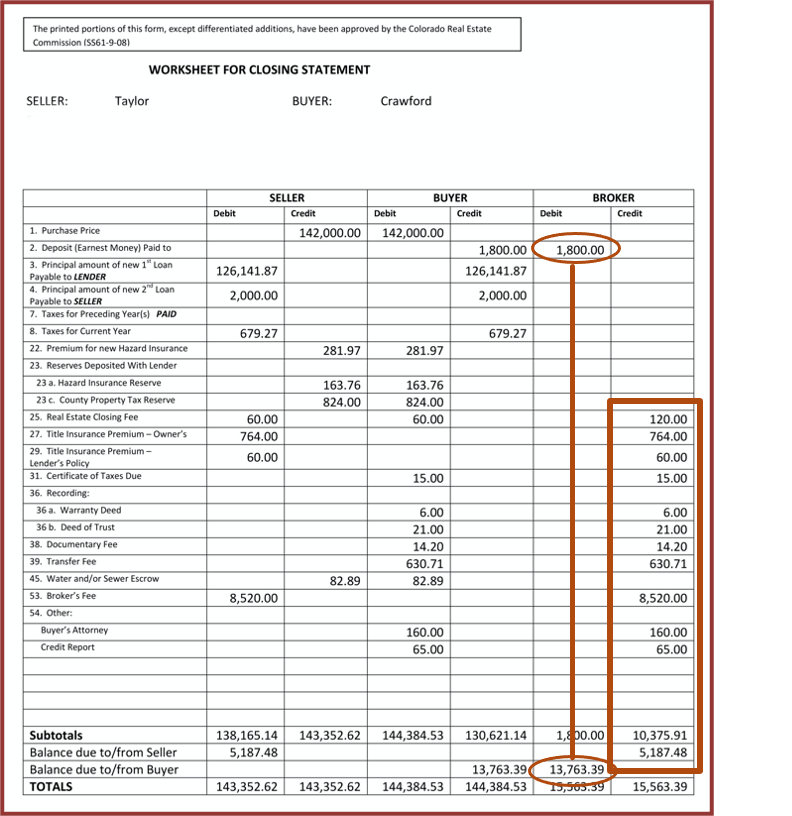 The printed portions of this form, except differentiated additions, have been approved by the Colorado Real Estate
Commission (SS61-9-08)
WORKSHEET FOR CLOSING STATEMENT
SELLER: Taylor BUYER: Crawford
SELLER BUYER BROKER
Debit Credit Debit Credit Debit Credit
1. Purchase Price 142,000.00 142,000.00
2. Deposit (Earnest Money) Paid to 1,800.00 1,800.00
3. Principal amount of new 1st Loan
Payable to LENDER 126,141.87 126,141.87
4. Principal amount of new 2nd Loan
Payable to SELLER 2,000.00 2,000.00
7. Taxes for Preceding Year(s) PAID
8. Taxes for Current Year 679.27 679.27
22. Premium for new Hazard Insurance 281.97 281.97
23. Reserves Deposited With Lender
23 a. Hazard Insurance Reserve 163.76 163.76
23 c. County Property Tax Reserve 824.00 824.00
25. Real Estate Closing Fee 60.00 60.00 120.00
27. Title Insurance Premium – Owner's 764.00 764.00
29. Title Insurance Premium –
Lender's Policy 60.00 60.00
31. Certificate of Taxes Due 15.00 15.00
36. Recording:
36 a. Warranty Deed 6.00 6.00
36 b. Deed of Trust 21.00 21.00
38. Documentary Fee 14.20 14.20
39. Transfer Fee 630.71 630.71
45. Water and/or Sewer Escrow 82.89 82.89
53. Broker's Fee 8,520.00 8,520.00
54. Other:
Buyer's Attorney 160.00 160.00
Credit Report 65.00 65.00
Subtotals 138,165.14 143,352.62 144,384.53 130,621.14 1,800.00 10,375.91
Balance due to/from Seller 5,187.48 5,187.48
Balance due to/from Buyer 13,763.39 13,763.39
TOTALS 143,352.62 143,352.62 144,384.53 144,384.53 15,563.39 15,563.39